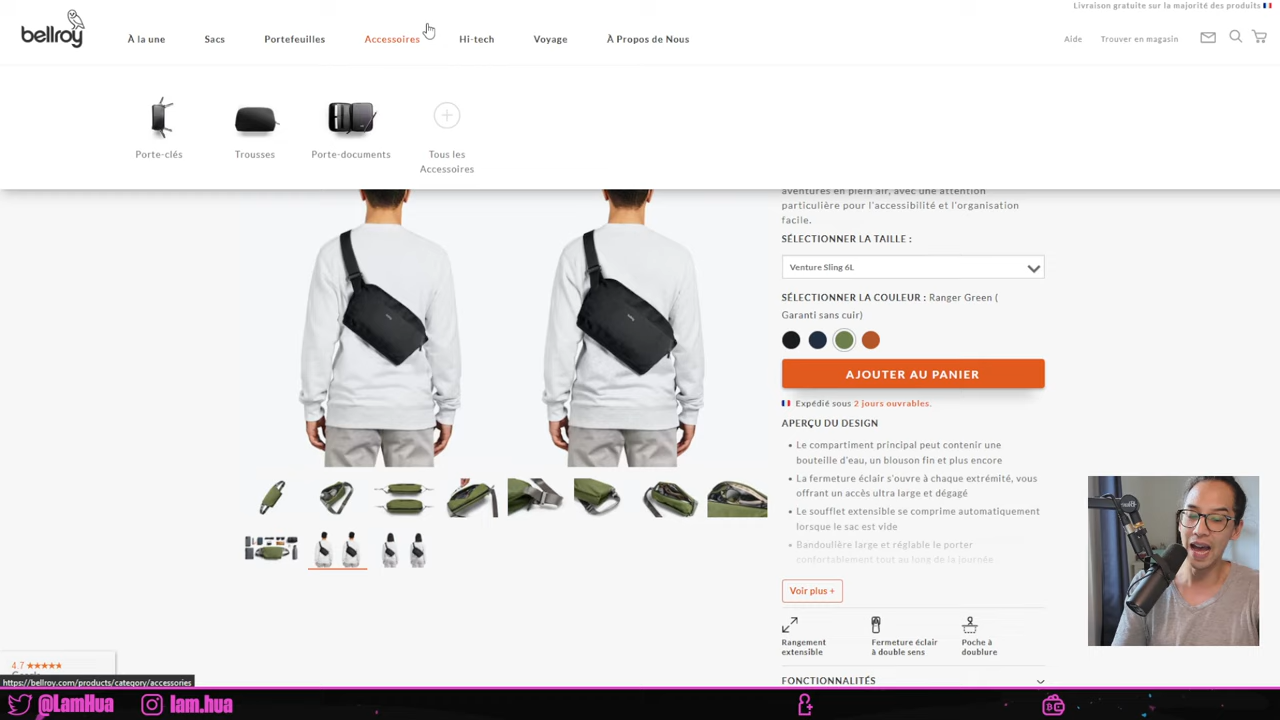 Livraison gratuite sur la majorité des produits
bellroy
À la une
Sacs
Portefeuilles
Accessoires
Hi-tech
Voyage
À Propos de Nous
Aide
Trouver en magasin
Porte-clés
Trousses
Porte-documents
Tous les
Accessoires
aventures en plein air, avec une attention
particulière pour l'accessibilité et l'organisation
facile.
SÉLECTIONNER LA TAILLE :
Venture Sling 6L
SÉLECTIONNER LA COULEUR : Ranger Green (
Garanti sans cuir)
AJOUTER AU PANIER
Expédié sous 2 jours ouvrables.
APERÇU DU DESIGN
• Le compartiment principal peut contenir une
bouteille d'eau, un blouson fin et plus encore
• La fermeture éclair s'ouvre à chaque extrémité, vous
offrant un accès ultra large et dégagé
• Le soufflet extensible se comprime automatiquement
lorsque le sac est vide
• Bandoulière large et réglable le porter
confortablement tout au long de la journée
Voir plus +
Rangement
extensible
Fermeture éclair
à double sens
Poche à
doublure
FONCTIONNALITÉS
4.7 ★★★★★
https://bellroy.com/products/category/accessories
@LamHua
lam.hua